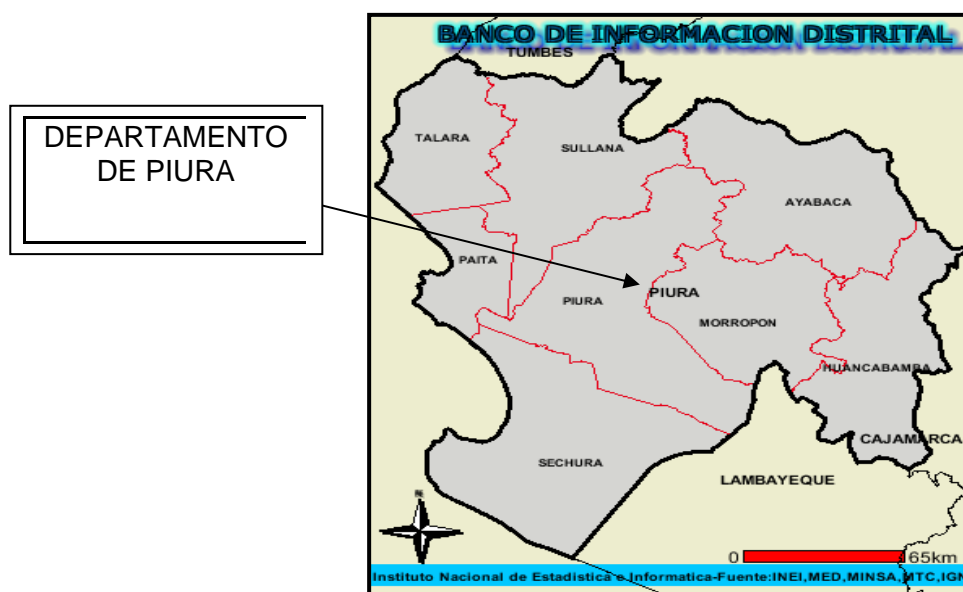 BANCO DE INFORMACION DISTRITAL
TUMBES
DEPARTAMENTO
DE PIURA
TALARA
SULLANA
AYABACA
PAITA
PIURA
PIURA
MORROPON
HUANCABAMBA
CAJAMARCA
SECHURA
LAMBAYEQUE
N
0 65km
Instituto Nacional de Estadistica e Informatica-Fuente:INEI,MED,MINSA,MTC,IGN